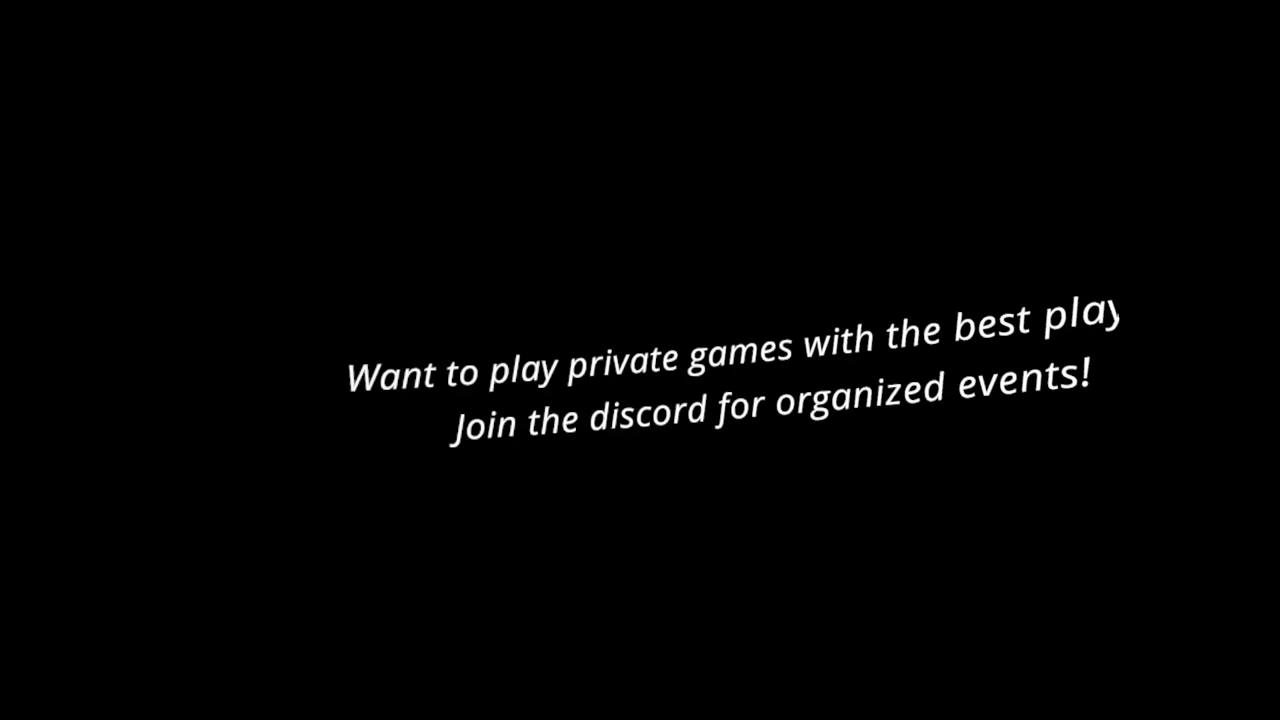 Want to play private games with the best play
Join the discord for organized events!